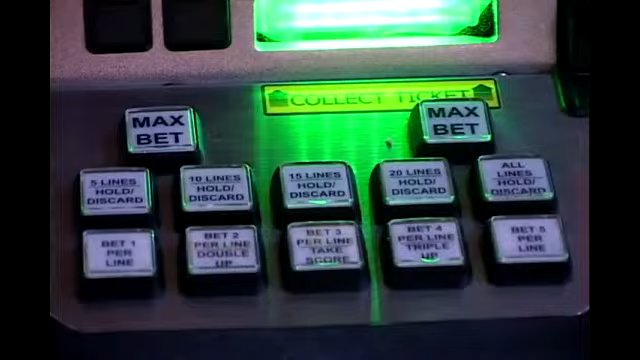 COLLECT TICKET
MAX
BET
MAX
BET
5 LINES
HOLD/
DISCARD
10 LINES
HOLD/
DISCARD
15 LINES
HOLD/
DISCARD
20 LINES
HOLD/
DISCARD
ALL
LINES
HOLD/
DISCARD
BET 1
PER
LINE
BET 2
PER LINE
DOUBLE
UP
BET 3
PER LINE
TAKE
SCORE
BET 4
PER LINE
TRIPLE
UP
BET 5
PER
LINE